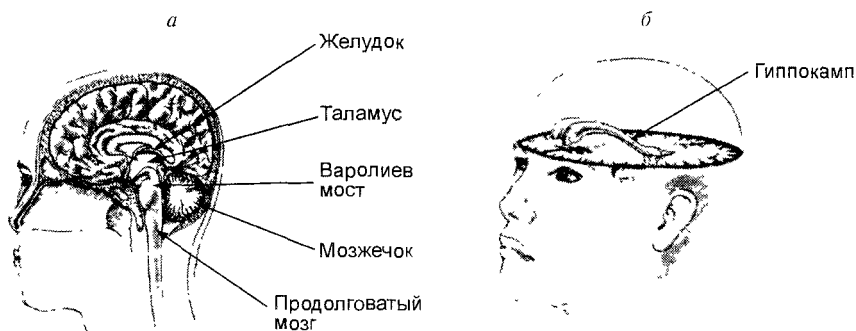 а
Желудок
Таламус
Варолиев
мост
Мозжечок
Продолговатый
мозг
б
Гиппокамп